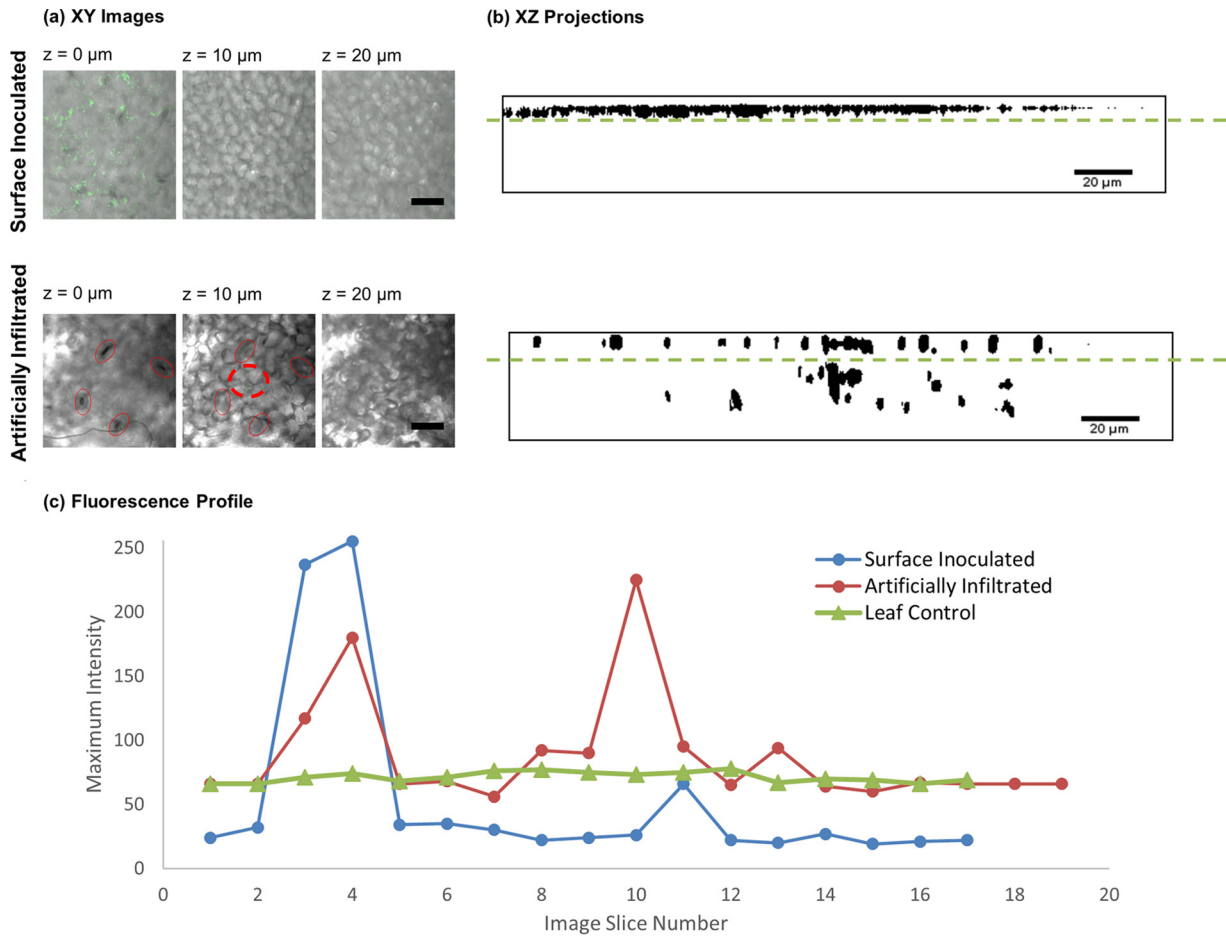 (a) XY Images
(b) XZ Projections
Surface Inoculated
z = 0 µm
z = 10 µm
z = 20 µm
20 µm
Artificially Infiltrated
z = 0 µm
z = 10 µm
z = 20 µm
20 µm
(c) Fluorescence Profile
Maximum Intensity
250
200
150
100
50
0
Surface Inoculated
Artificially Infiltrated
Leaf Control
0 2 4 6 8 10 12 14 16 18 20
Image Slice Number